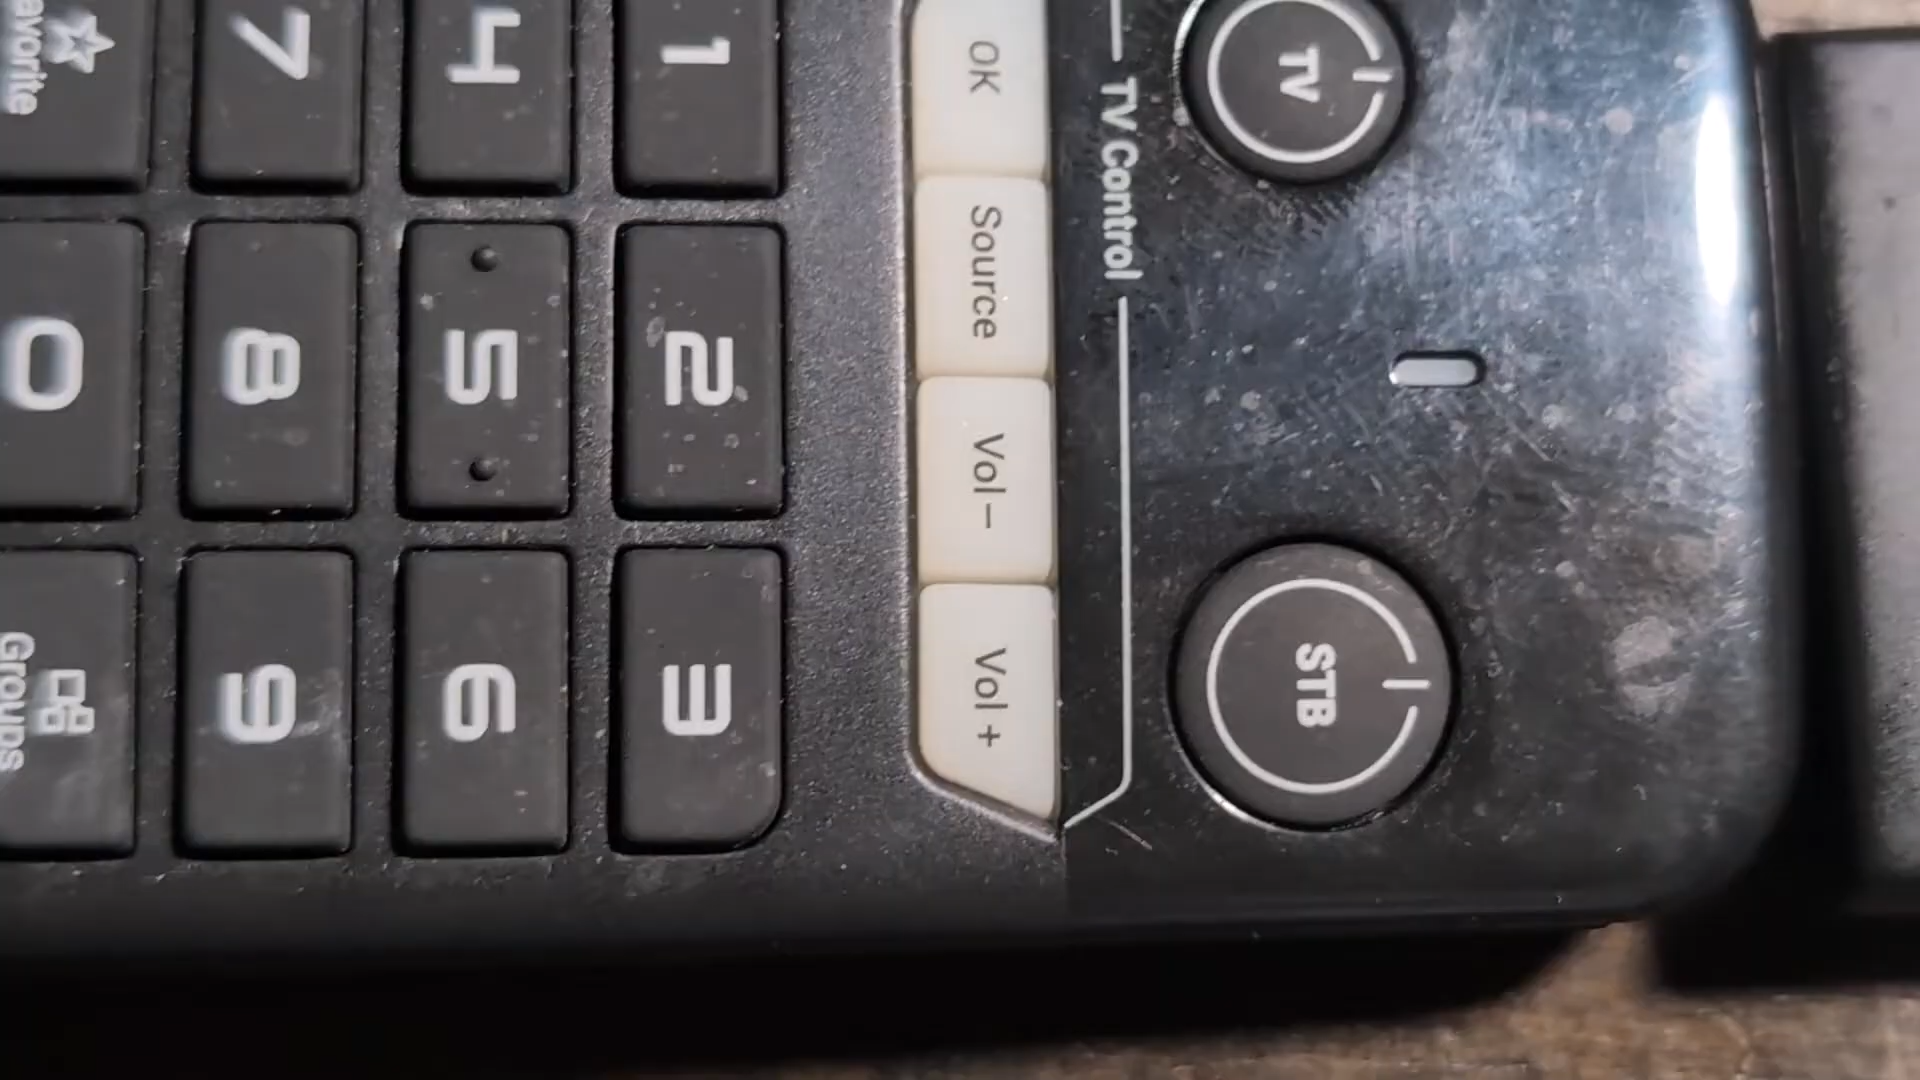 TV
STB
TV Control
OK
Source
Vol −
Vol +
1
2
3
4
5
6
7
8
9
avorite
0
Groups